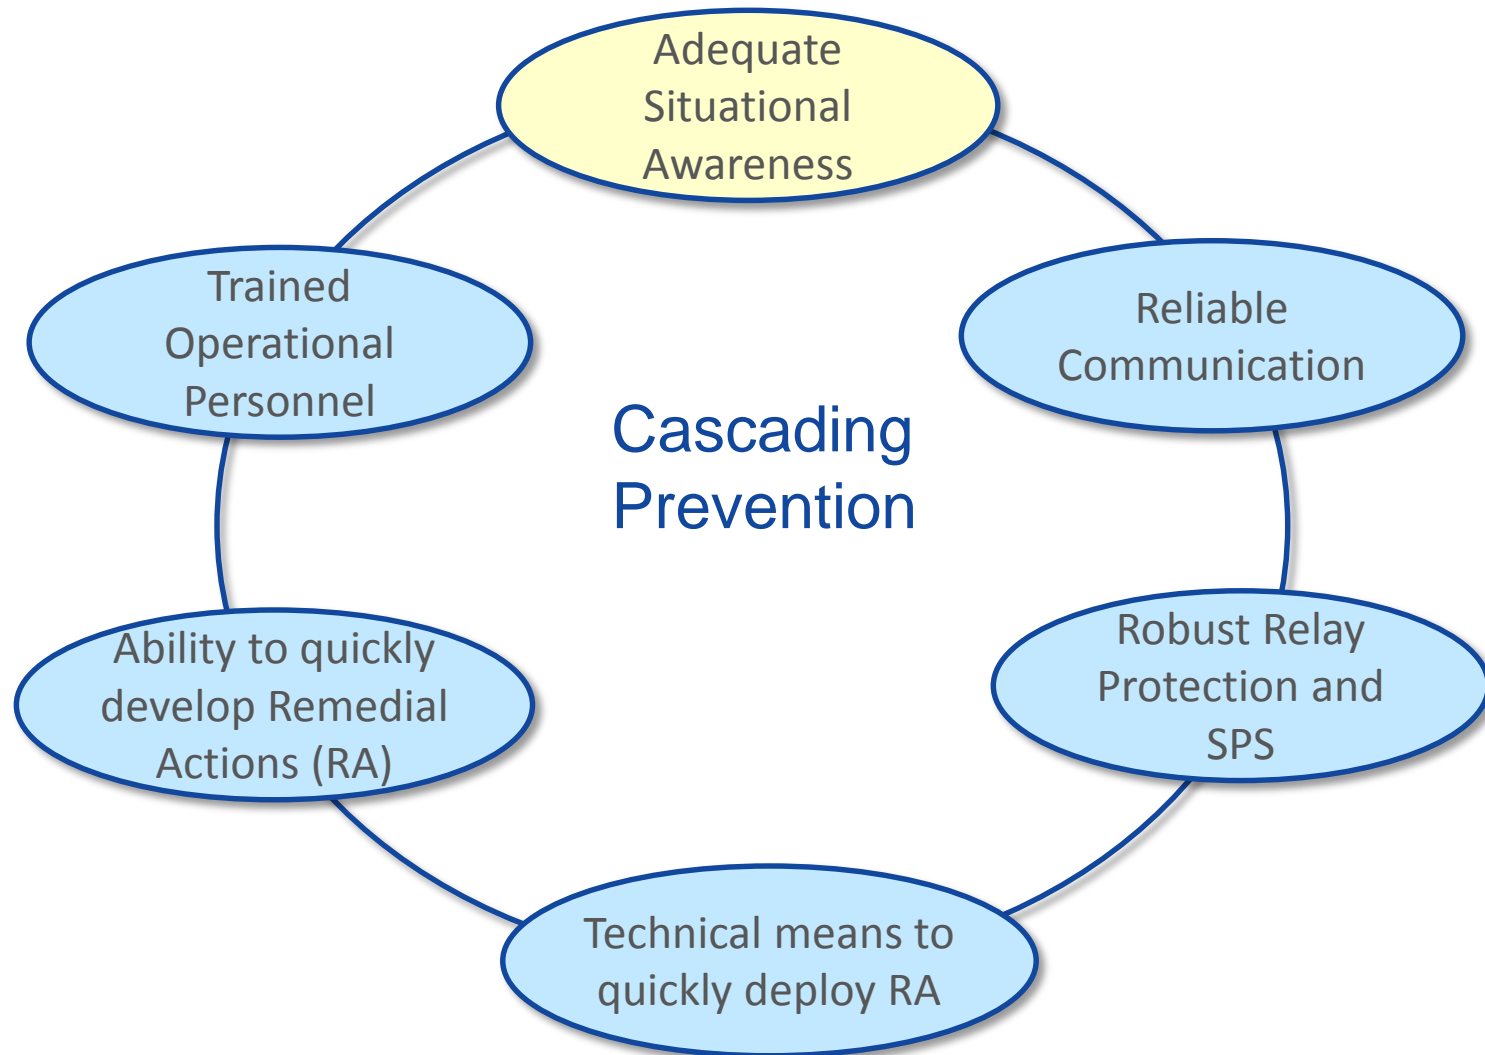 Adequate
Situational
Awareness
Reliable
Communication
Robust Relay
Protection and
SPS
Technical means to
quickly deploy RA
Ability to quickly
develop Remedial
Actions (RA)
Trained
Operational
Personnel
Cascading
Prevention